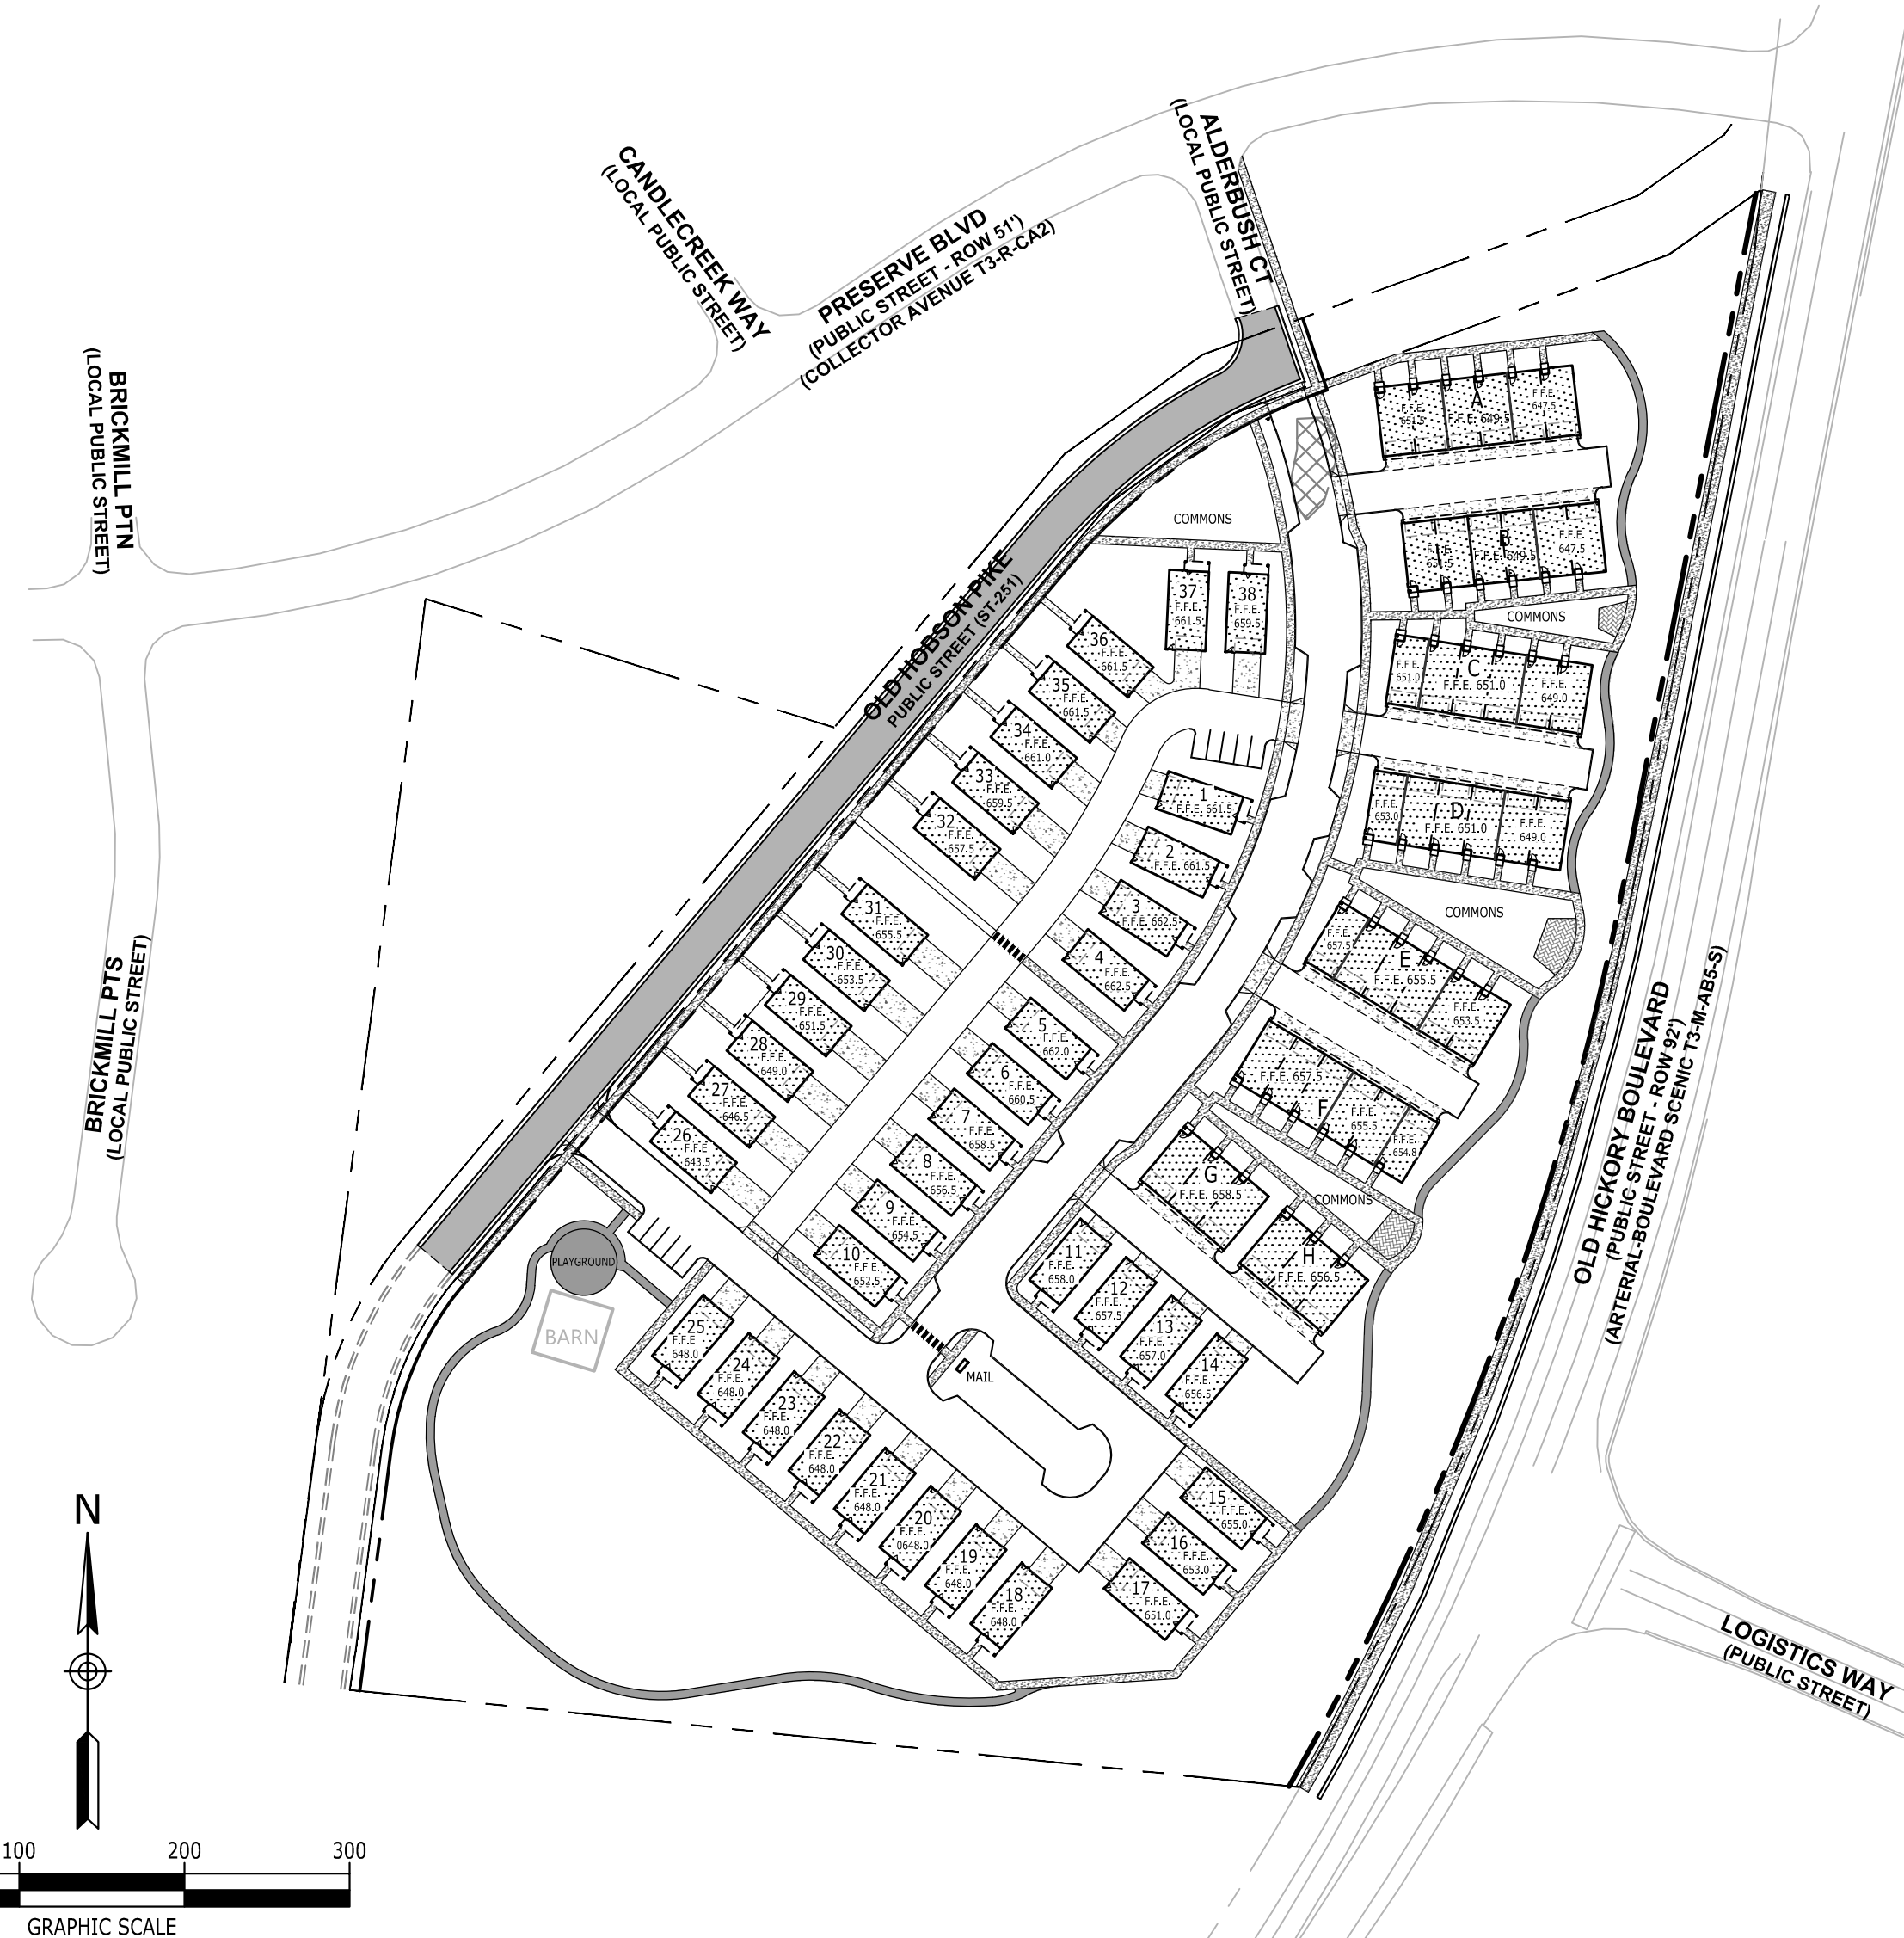 ALDERBUSH CT
(LOCAL PUBLIC STREET)
CANDLECREEK WAY
(LOCAL PUBLIC STREET)
PRESERVE BLVD
(PUBLIC STREET - ROW 51')
(COLLECTOR AVENUE T3-R-CA2)
BRICKMILL PTN
(LOCAL PUBLIC STREET)
BRICKMILL PTS
(LOCAL PUBLIC STREET)
OLD HOBSON PIKE
PUBLIC STREET (ST-251)
OLD HICKORY BOULEVARD
(PUBLIC STREET - ROW 92')
(ARTERIAL-BOULEVARD SCENIC T3-M-AB5-S)
LOGISTICS WAY
(PUBLIC STREET)
A
F.F.E.
651.5
F.F.E. 649.5
F.F.E.
647.5
B
F.F.E.
651.5
F.F.E. 649.5
F.F.E.
647.5
COMMONS
COMMONS
C
F.F.E.
651.0
F.F.E. 651.0
F.F.E.
649.0
D
F.F.E.
653.0
F.F.E. 651.0
F.F.E.
649.0
COMMONS
E
F.F.E.
657.5
F.F.E. 655.5
F.F.E.
653.5
F
F.F.E. 657.5
F.F.E.
655.5
F.F.E.
654.8
G
F.F.E. 658.5
COMMONS
H
F.F.E. 656.5
37
F.F.E.
661.5
38
F.F.E.
659.5
36
F.F.E.
661.5
35
F.F.E.
661.5
34
F.F.E.
661.0
33
F.F.E.
659.5
32
F.F.E.
657.5
31
F.F.E.
655.5
30
F.F.E.
653.5
29
F.F.E.
651.5
28
F.F.E.
649.0
27
F.F.E.
646.5
26
F.F.E.
643.5
1
F.F.E. 661.5
2
F.F.E. 661.5
3
F.F.E. 662.5
4
F.F.E.
662.5
5
F.F.E.
662.0
6
F.F.E.
660.5
7
F.F.E.
658.5
8
F.F.E.
656.5
9
F.F.E.
654.5
10
F.F.E.
652.5
11
F.F.E.
658.0
12
F.F.E.
657.5
13
F.F.E.
657.0
14
F.F.E.
656.5
15
F.F.E.
655.0
16
F.F.E.
653.0
17
F.F.E.
651.0
18
F.F.E.
648.0
19
F.F.E.
648.0
20
F.F.E.
0648.0
21
F.F.E.
648.0
22
F.F.E.
648.0
23
F.F.E.
648.0
24
F.F.E.
648.0
25
F.F.E.
648.0
MAIL
PLAYGROUND
BARN
N
100 200 300
GRAPHIC SCALE